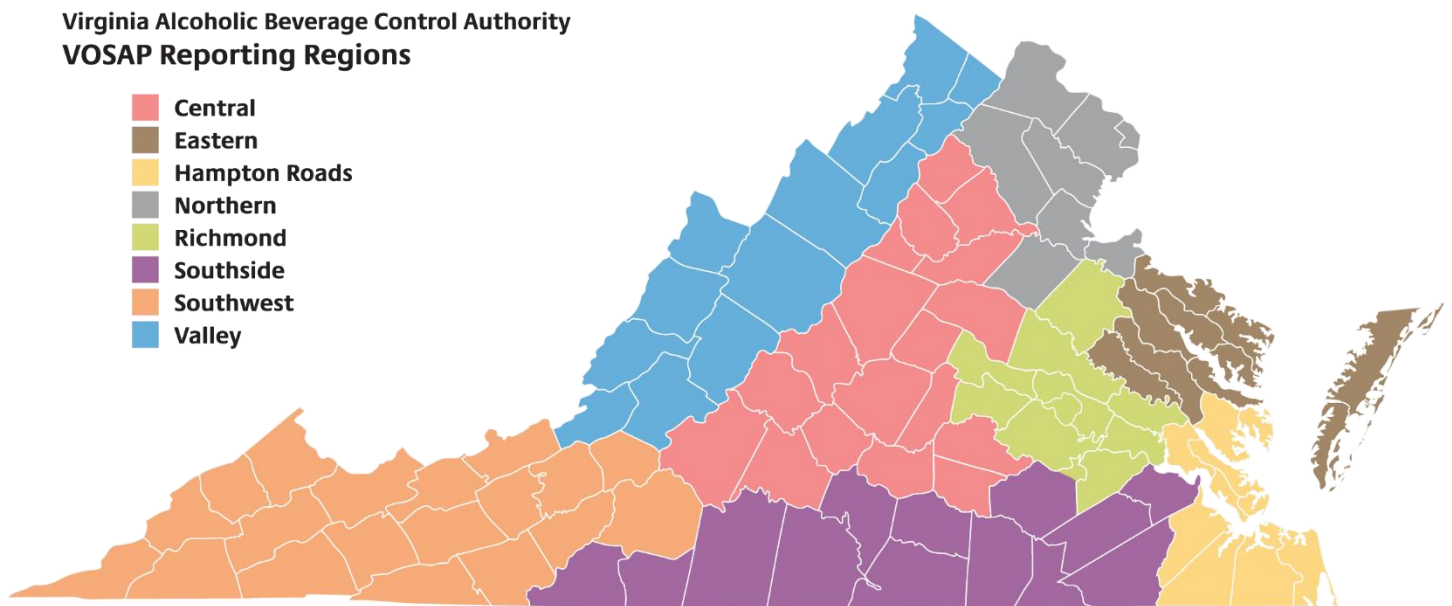 Virginia Alcoholic Beverage Control Authority
VOSAP Reporting Regions
Central
Eastern
Hampton Roads
Northern
Richmond
Southside
Southwest
Valley